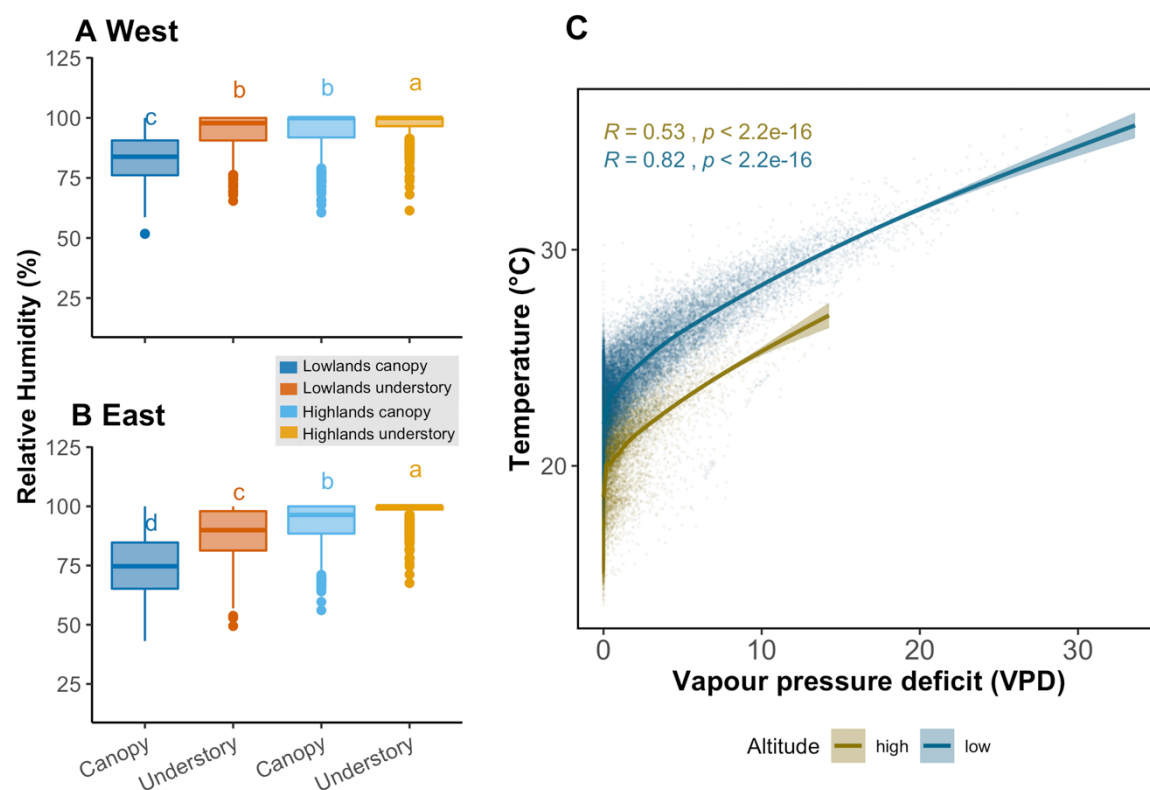 A West
125
100
75
50
25
c
b
b
a
Relative Humidity (%)
Lowlands canopy
Lowlands understory
Highlands canopy
Highlands understory
B East
125
100
75
50
25
d
c
b
a
Canopy
Understory
Canopy
Understory
C
R = 0.53 , p < 2.2e-16
R = 0.82 , p < 2.2e-16
Temperature (°C)
30
20
0
10
20
30
Vapour pressure deficit (VPD)
Altitude
high
low